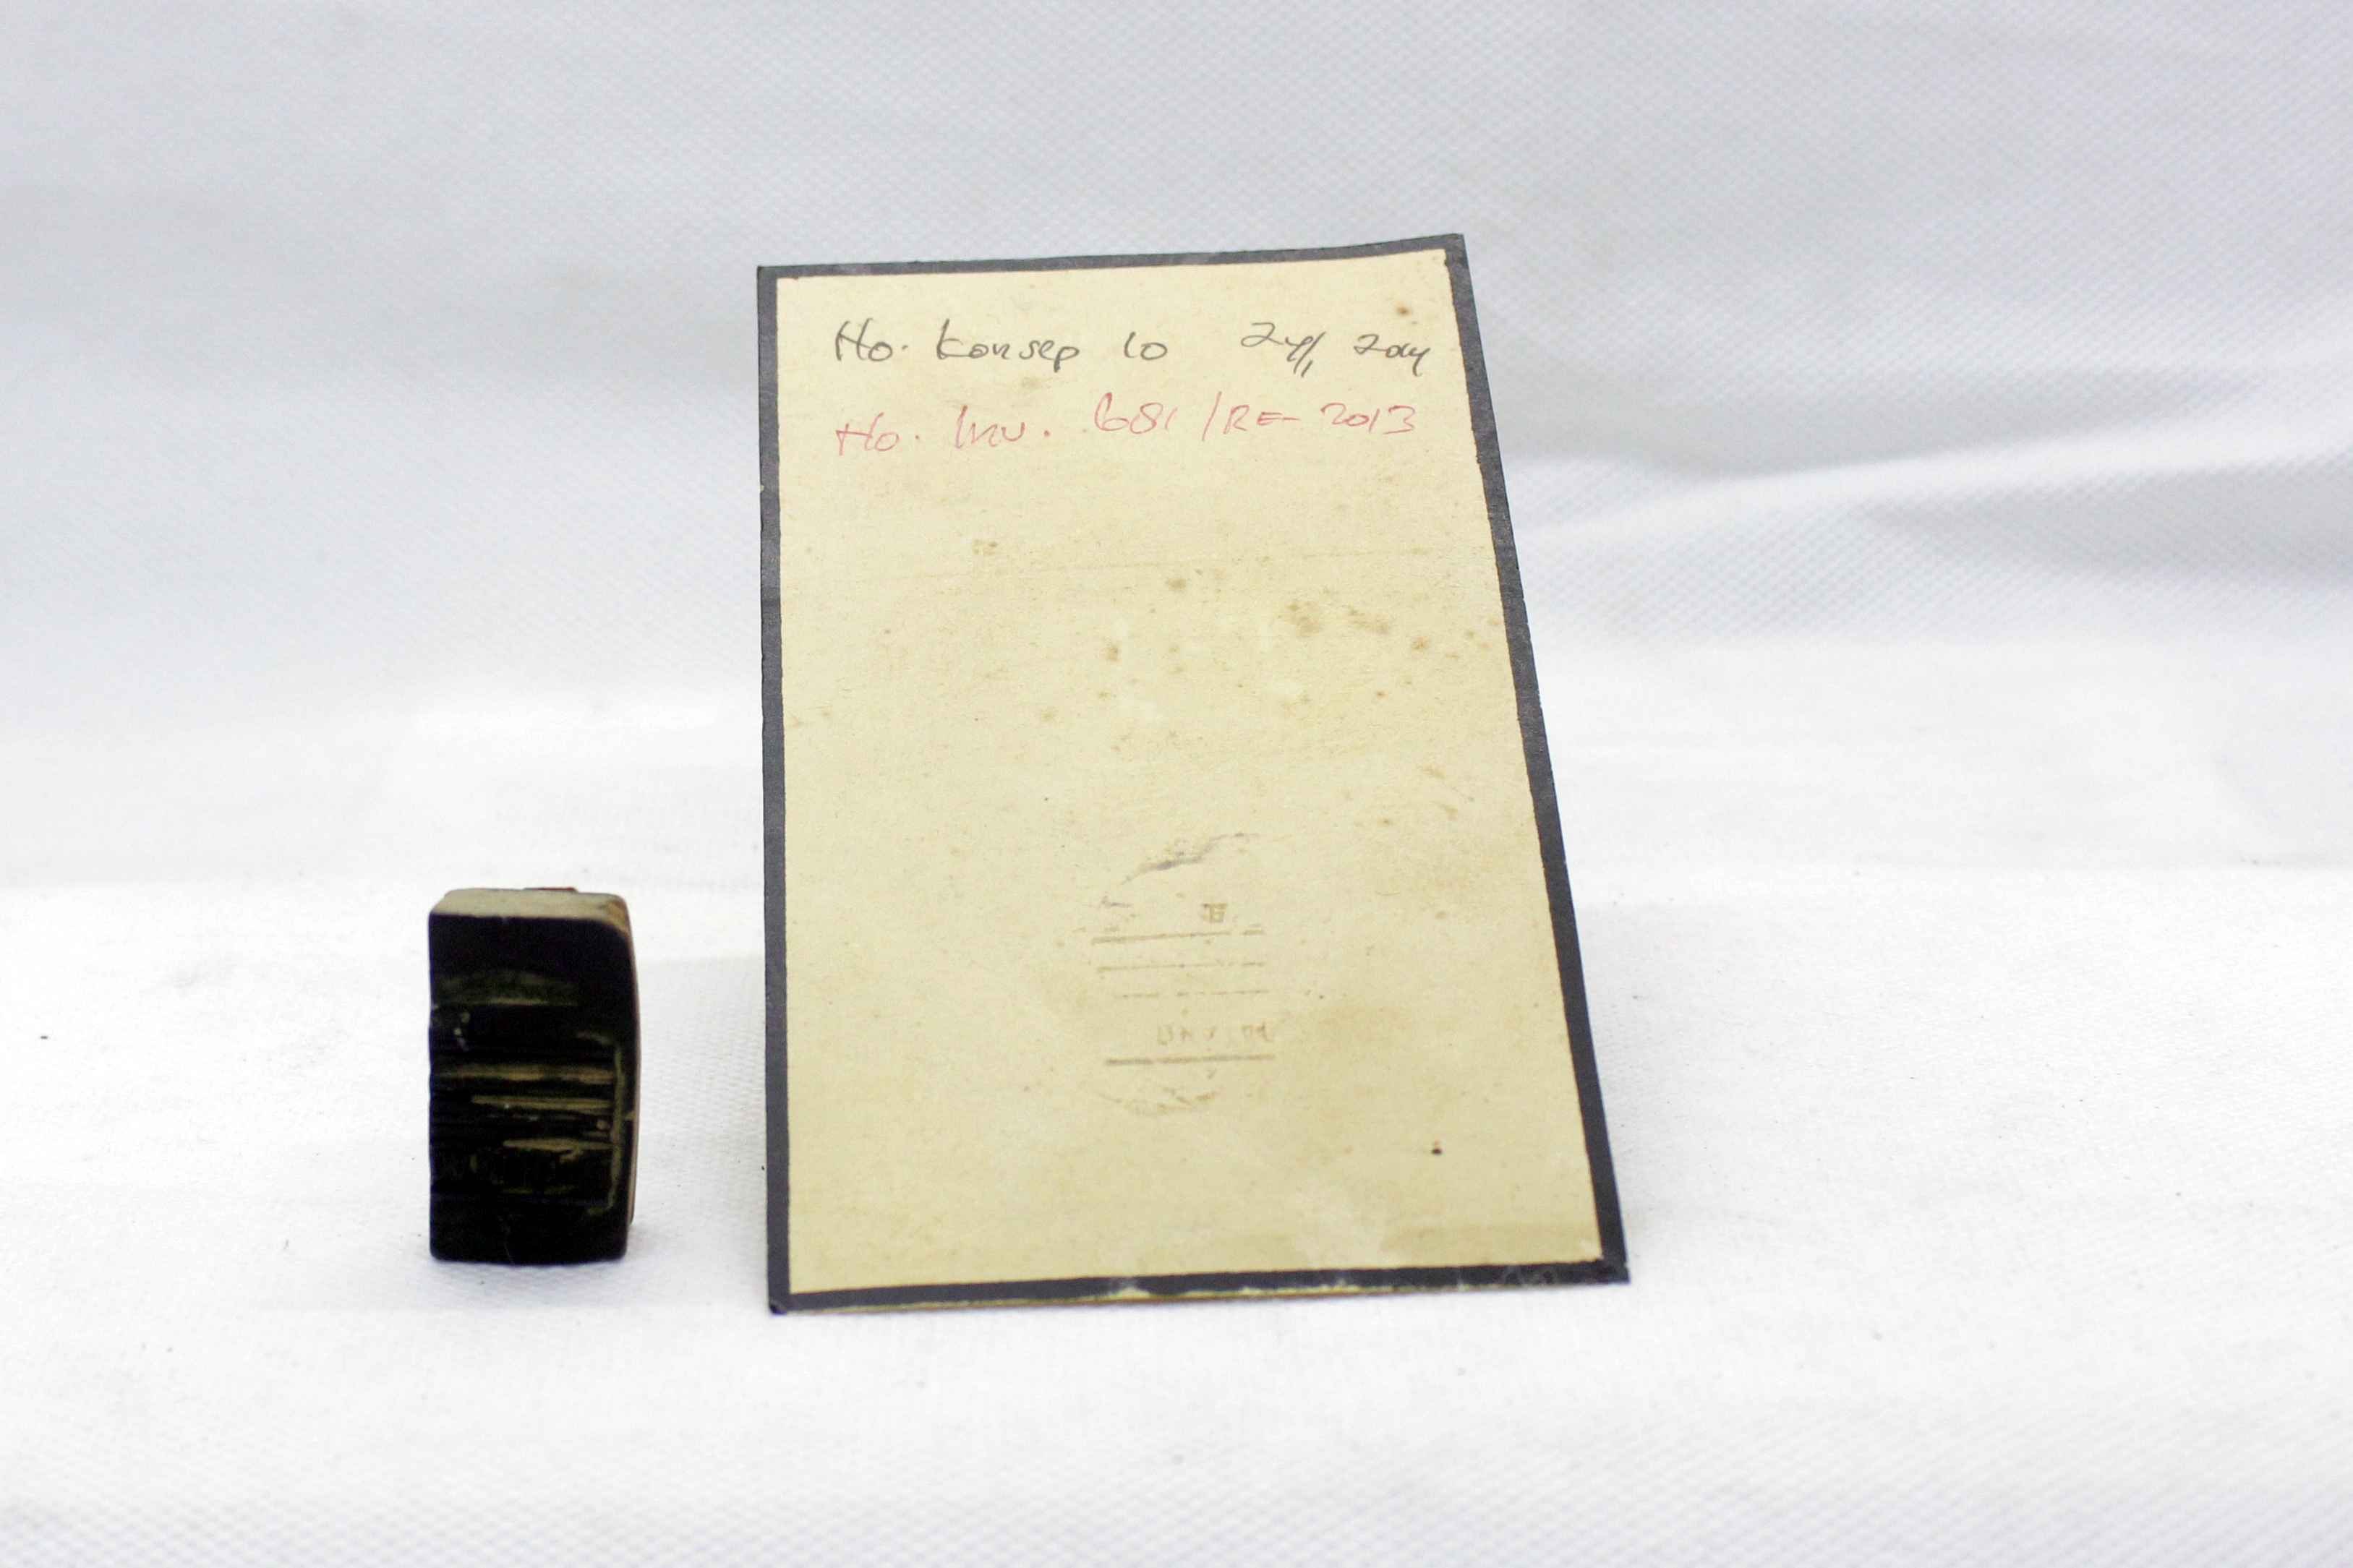 No. konsep 10 24/1 2014
No. Inv. 681 /RE- 2013